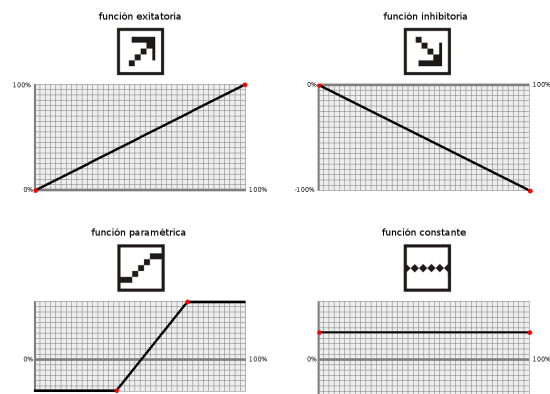 función exitatoria
función inhibitoria
100%
0%
100%
0%
100%
-100%
función paramétrica
función constante
0%
100%
0%
100%